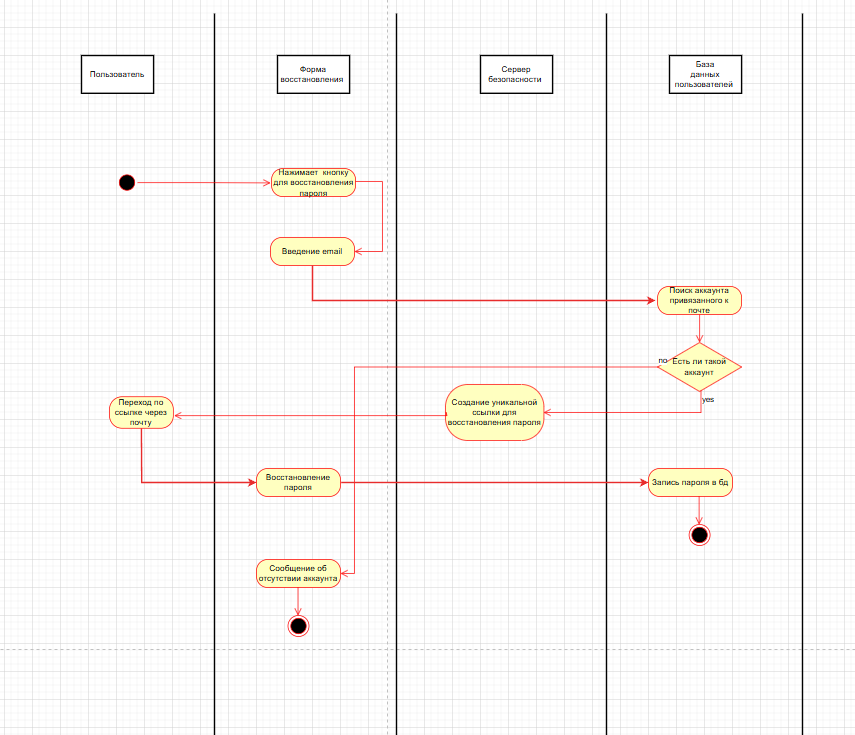 Пользователь
Форма
восстановления
Сервер
безопасности
База
данных
пользователей
Нажимает кнопку
для восстановления
пароля
Введение email
Поиск аккаунта
привязанного к
почте
no
Есть ли такой
аккаунт
yes
Переход по
ссылке через
почту
Создание уникальной
ссылки для
восстановления пароля
Восстановление
пароля
Запись пароля в бд
Сообщение об
отсутствии аккаунта